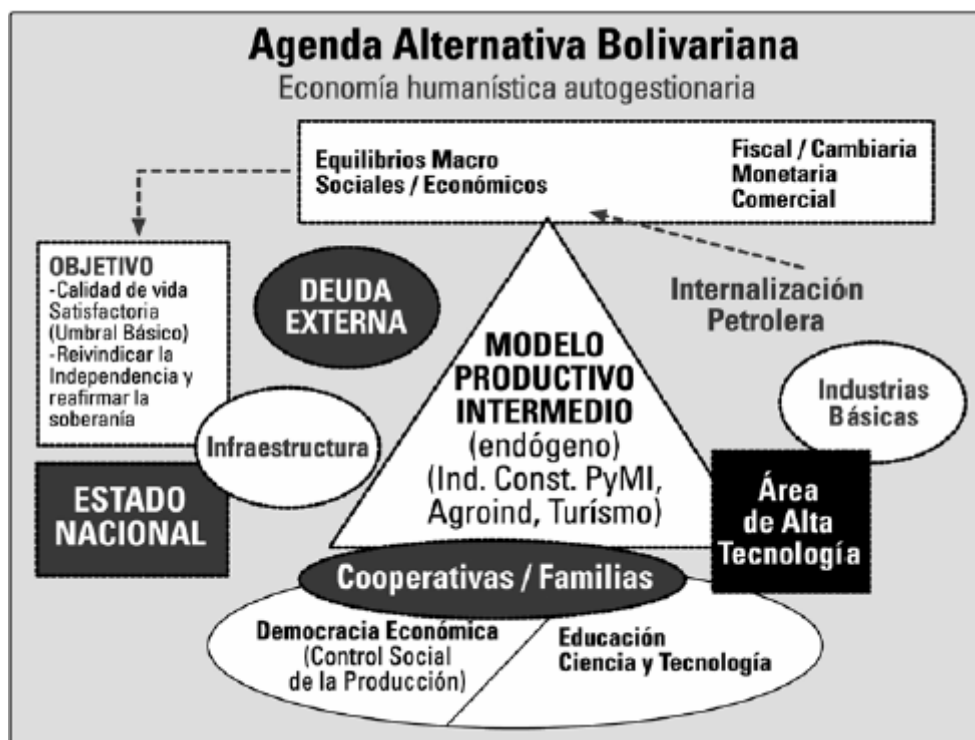 Agenda Alternativa Bolivariana
Economía humanística autogestionaria
Equilibrios Macro
Sociales / Económicos
Fiscal / Cambiaria
Monetaria
Comercial
OBJETIVO
-Calidad de vida
Satisfactoria
(Umbral Básico)
-Reivindicar la
Independencia y
reafirmar la
soberanía
DEUDA
EXTERNA
Internalización
Petrolera
MODELO
PRODUCTIVO
INTERMEDIO
(endógeno)
(Ind. Const. PyMI,
Agroind, Turísmo)
Industrias
Básicas
Infraestructura
ESTADO
NACIONAL
Área
de Alta
Tecnología
Cooperativas / Familias
Democracia Económica
(Control Social
de la Producción)
Educación
Ciencia y Tecnología